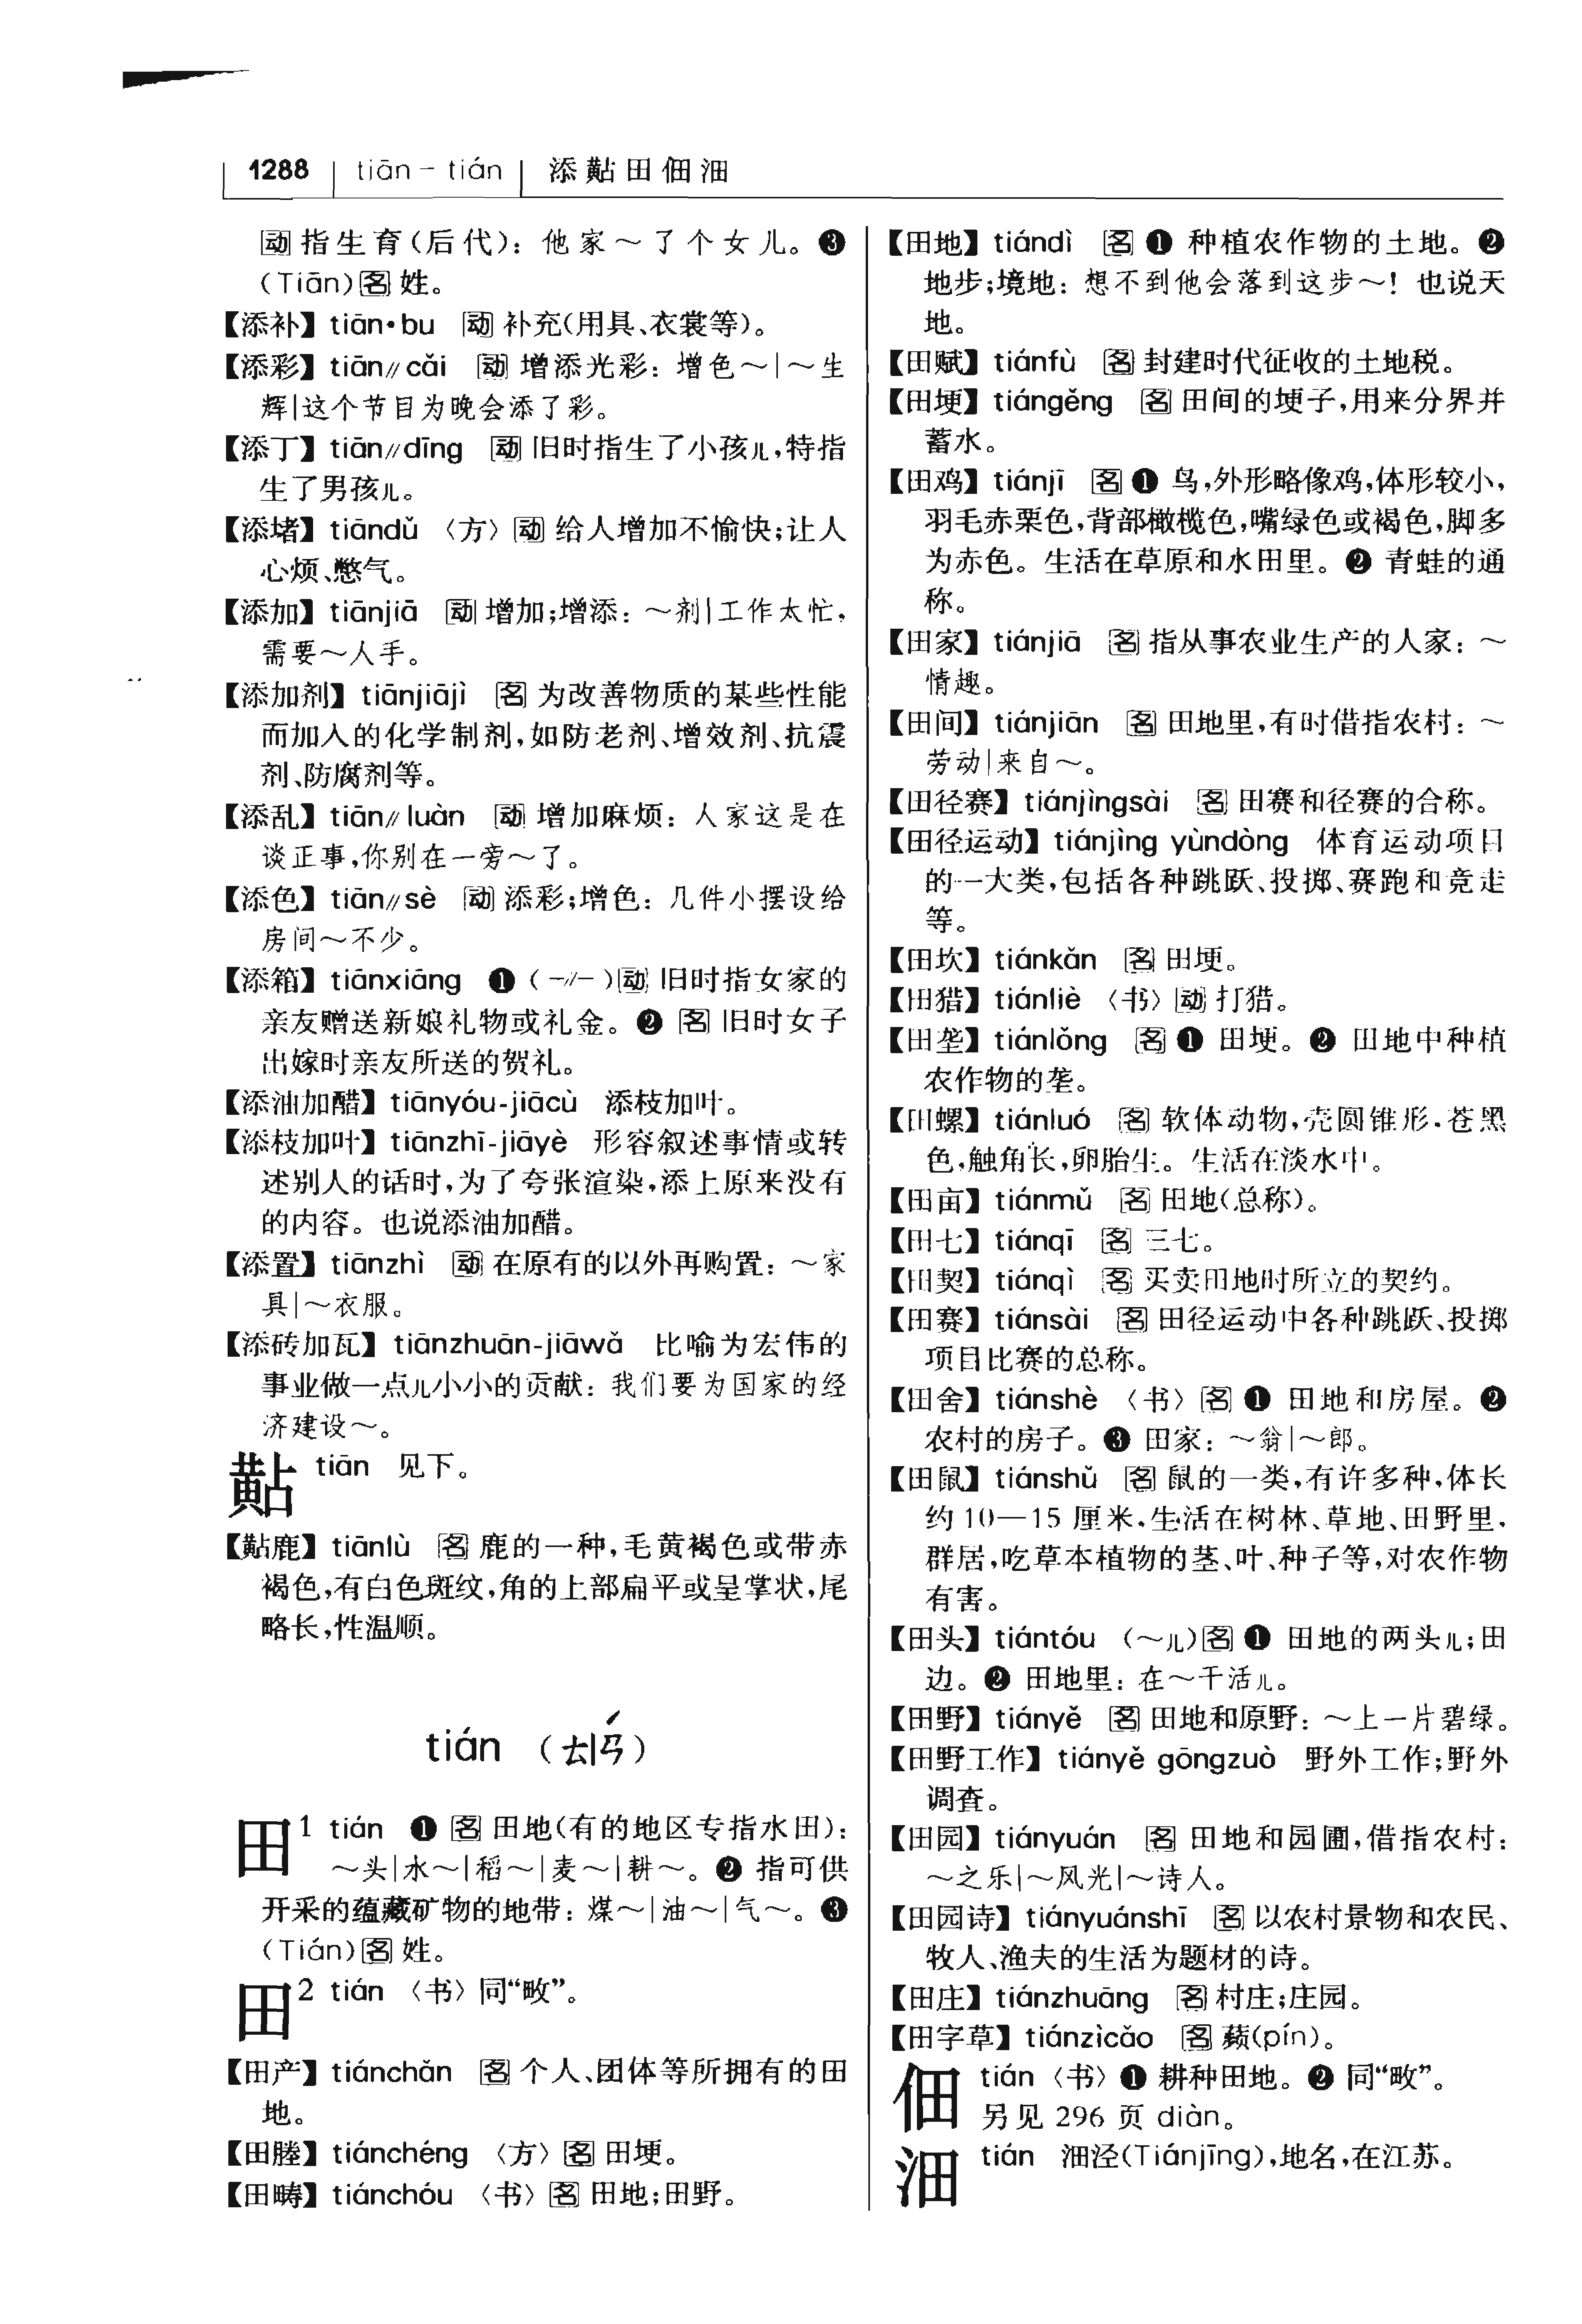 1288 tiān – tián 添黇田佃沺
动 指生育(后代)：他家～了个女儿。❸
(Tiān)名 姓。
【添补】tiān·bu 动 补充(用具、衣裳等)。
【添彩】tiān∥cǎi 动 增添光彩：增色～|～生
辉|这个节目为晚会添了彩。
【添丁】tiān∥dīng 动 旧时指生了小孩儿,特指
生了男孩儿。
【添堵】tiāndǔ 〈方〉动 给人增加不愉快;让人
心烦、憋气。
【添加】tiānjiā 动 增加;增添：～剂|工作太忙,
需要～人手。
【添加剂】tiānjiājì 名 为改善物质的某些性能
而加入的化学制剂,如防老剂、增效剂、抗震
剂、防腐剂等。
【添乱】tiān∥luàn 动 增加麻烦：人家这是在
谈正事,你别在一旁～了。
【添色】tiān∥sè 动 添彩;增色：几件小摆设给
房间～不少。
【添箱】tiānxiāng ❶(-∥-)动 旧时指女家的
亲友赠送新娘礼物或礼金。❷ 名 旧时女子
出嫁时亲友所送的贺礼。
【添油加醋】tiānyóu-jiācù 添枝加叶。
【添枝加叶】tiānzhī-jiāyè 形容叙述事情或转
述别人的话时,为了夸张渲染,添上原来没有
的内容。也说添油加醋。
【添置】tiānzhì 动 在原有的以外再购置：～家
具|～衣服。
【添砖加瓦】tiānzhuān-jiāwǎ 比喻为宏伟的
事业做一点儿小小的贡献：我们要为国家的经
济建设～。
黇 tiān 见下。
【黇鹿】tiānlù 名 鹿的一种,毛黄褐色或带赤
褐色,有白色斑纹,角的上部扁平或呈掌状,尾
略长,性温顺。
tián (ㄊㄧㄢˊ)
田1 tián ❶ 名 田地(有的地区专指水田)：
～头|水～|稻～|麦～|耕～。❷ 指可供
开采的蕴藏矿物的地带：煤～|油～|气～。❸
(Tián)名 姓。
田2 tián 〈书〉同“畋”。
【田产】tiánchǎn 名 个人、团体等所拥有的田
地。
【田塍】tiánchéng 〈方〉名 田埂。
【田畴】tiánchóu 〈书〉名 田地;田野。
【田地】tiándì 名 ❶ 种植农作物的土地。❷
地步;境地：想不到他会落到这步～！也说天
地。
【田赋】tiánfù 名 封建时代征收的土地税。
【田埂】tiángěng 名 田间的埂子,用来分界并
蓄水。
【田鸡】tiánjī 名 ❶ 鸟,外形略像鸡,体形较小,
羽毛赤栗色,背部橄榄色,嘴绿色或褐色,脚多
为赤色。生活在草原和水田里。❷ 青蛙的通
称。
【田家】tiánjiā 名 指从事农业生产的人家：～
情趣。
【田间】tiánjiān 名 田地里,有时借指农村：～
劳动|来自～。
【田径赛】tiánjìngsài 名 田赛和径赛的合称。
【田径运动】tiánjìng yùndòng 体育运动项目
的一大类,包括各种跳跃、投掷、赛跑和竞走
等。
【田坎】tiánkǎn 名 田埂。
【田猎】tiánliè 〈书〉动 打猎。
【田垄】tiánlǒng 名 ❶ 田埂。❷ 田地中种植
农作物的垄。
【田螺】tiánluó 名 软体动物,壳圆锥形,苍黑
色,触角长,卵胎生。生活在淡水中。
【田亩】tiánmǔ 名 田地(总称)。
【田七】tiánqī 名 三七。
【田契】tiánqì 名 买卖田地时所立的契约。
【田赛】tiánsài 名 田径运动中各种跳跃、投掷
项目比赛的总称。
【田舍】tiánshè 〈书〉名 ❶ 田地和房屋。❷
农村的房子。❸ 田家：～翁|～郎。
【田鼠】tiánshǔ 名 鼠的一类,有许多种,体长
约 10—15 厘米,生活在树林、草地、田野里,
群居,吃草本植物的茎、叶、种子等,对农作物
有害。
【田头】tiántóu (～儿)名 ❶ 田地的两头儿;田
边。❷ 田地里：在～干活儿。
【田野】tiányě 名 田地和原野：～上一片碧绿。
【田野工作】tiányě gōngzuò 野外工作;野外
调查。
【田园】tiányuán 名 田地和园圃,借指农村：
～之乐|～风光|～诗人。
【田园诗】tiányuánshī 名 以农村景物和农民、
牧人、渔夫的生活为题材的诗。
【田庄】tiánzhuāng 名 村庄;庄园。
【田字草】tiánzìcǎo 名 蘋(pín)。
佃 tián 〈书〉❶ 耕种田地。❷ 同“畋”。
另见 296 页 diàn。
沺 tián 沺泾(Tiánjīng),地名,在江苏。